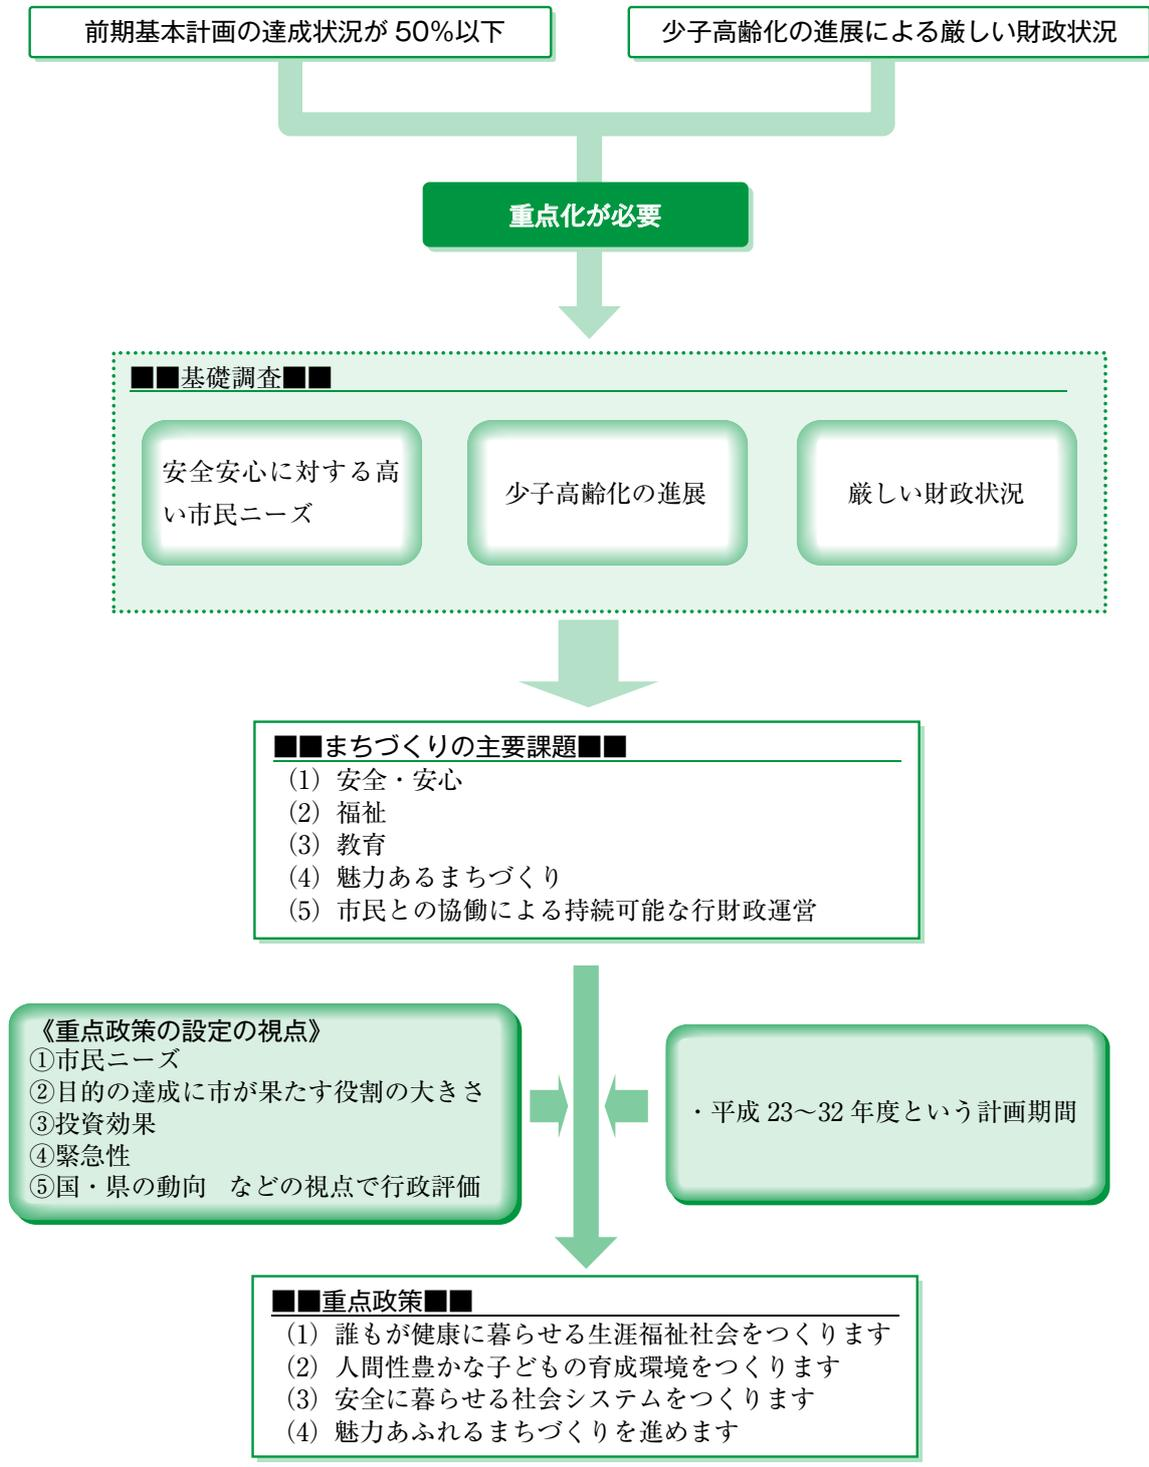 前期基本計画の達成状況が 50%以下
少子高齢化の進展による厳しい財政状況
重点化が必要
■■基礎調査■■
安全安心に対する高
い市民ニーズ
少子高齢化の進展
厳しい財政状況
■■まちづくりの主要課題■■
（1）安全・安心
（2）福祉
（3）教育
（4）魅力あるまちづくり
（5）市民との協働による持続可能な行財政運営
《重点政策の設定の視点》
①市民ニーズ
②目的の達成に市が果たす役割の大きさ
③投資効果
④緊急性
⑤国・県の動向　などの視点で行政評価
・平成 23～32 年度という計画期間
■■重点政策■■
（1）誰もが健康に暮らせる生涯福祉社会をつくります
（2）人間性豊かな子どもの育成環境をつくります
（3）安全に暮らせる社会システムをつくります
（4）魅力あふれるまちづくりを進めます